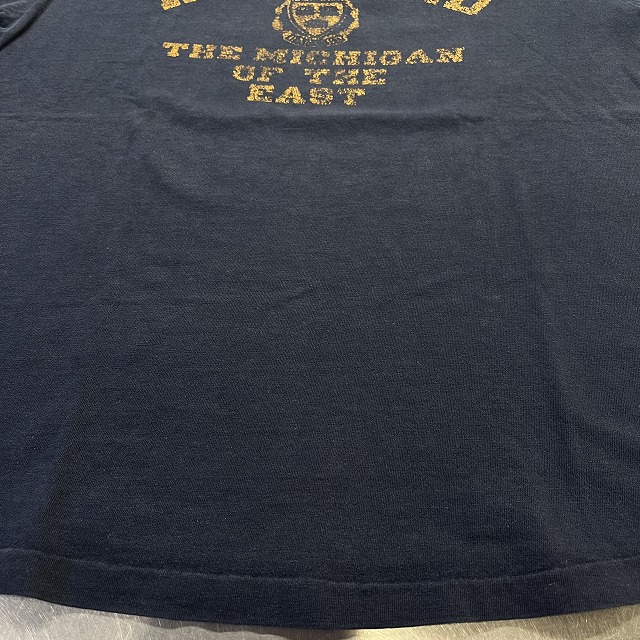 THE MICHIGAN
OF THE
EAST